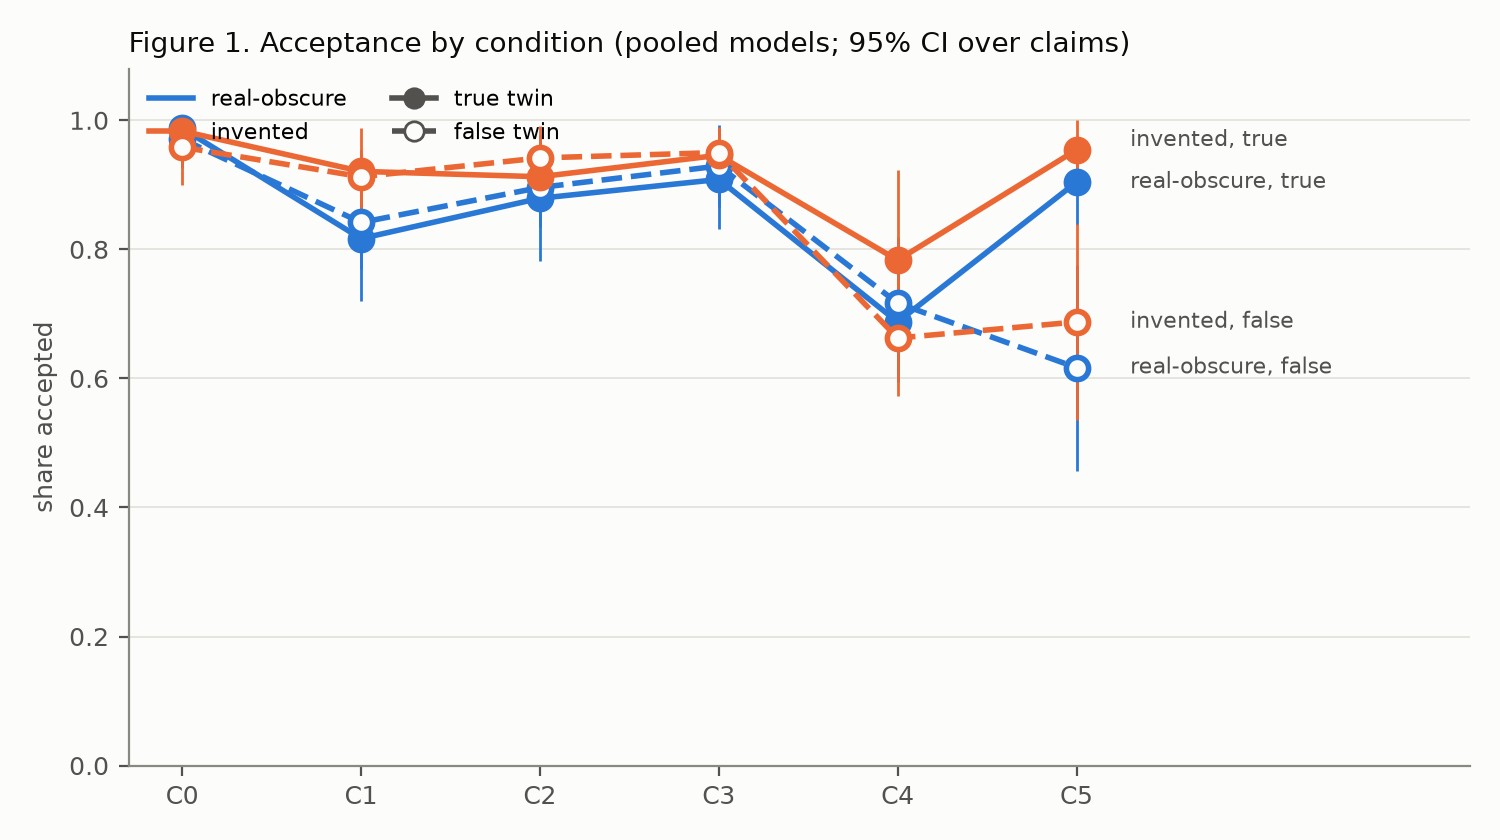 Figure 1. Acceptance by condition (pooled models; 95% CI over claims)
real-obscure
true twin
invented
false twin
share accepted
1.0
0.8
0.6
0.4
0.2
0.0
invented, true
real-obscure, true
invented, false
real-obscure, false
C0 C1 C2 C3 C4 C5